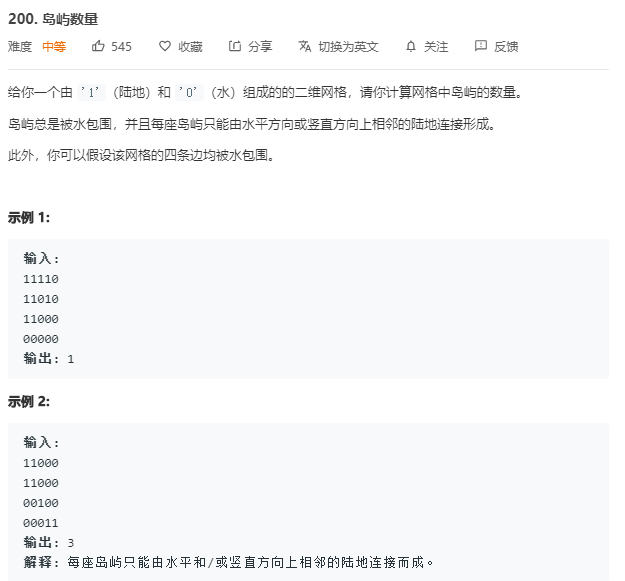 200. 岛屿数量
难度 中等 545 收藏 分享 切换为英文 关注 反馈
给你一个由 '1'（陆地）和 '0'（水）组成的的二维网格，请你计算网格中岛屿的数量。
岛屿总是被水包围，并且每座岛屿只能由水平方向或竖直方向上相邻的陆地连接形成。
此外，你可以假设该网格的四条边均被水包围。
示例 1:
输入:
11110
11010
11000
00000
输出: 1
示例 2:
输入:
11000
11000
00100
00011
输出: 3
解释: 每座岛屿只能由水平和/或竖直方向上相邻的陆地连接而成。